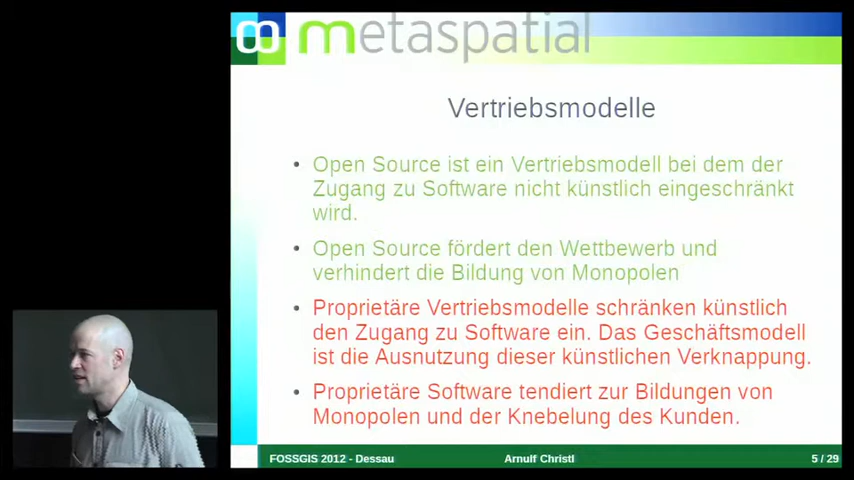 metaspatial
Vertriebsmodelle
• Open Source ist ein Vertriebsmodell bei dem der
Zugang zu Software nicht künstlich eingeschränkt
wird.
• Open Source fördert den Wettbewerb und
verhindert die Bildung von Monopolen
• Proprietäre Vertriebsmodelle schränken künstlich
den Zugang zu Software ein. Das Geschäftsmodell
ist die Ausnutzung dieser künstlichen Verknappung.
• Proprietäre Software tendiert zur Bildungen von
Monopolen und der Knebelung des Kunden.
FOSSGIS 2012 - Dessau
Arnulf Christl
5 / 29